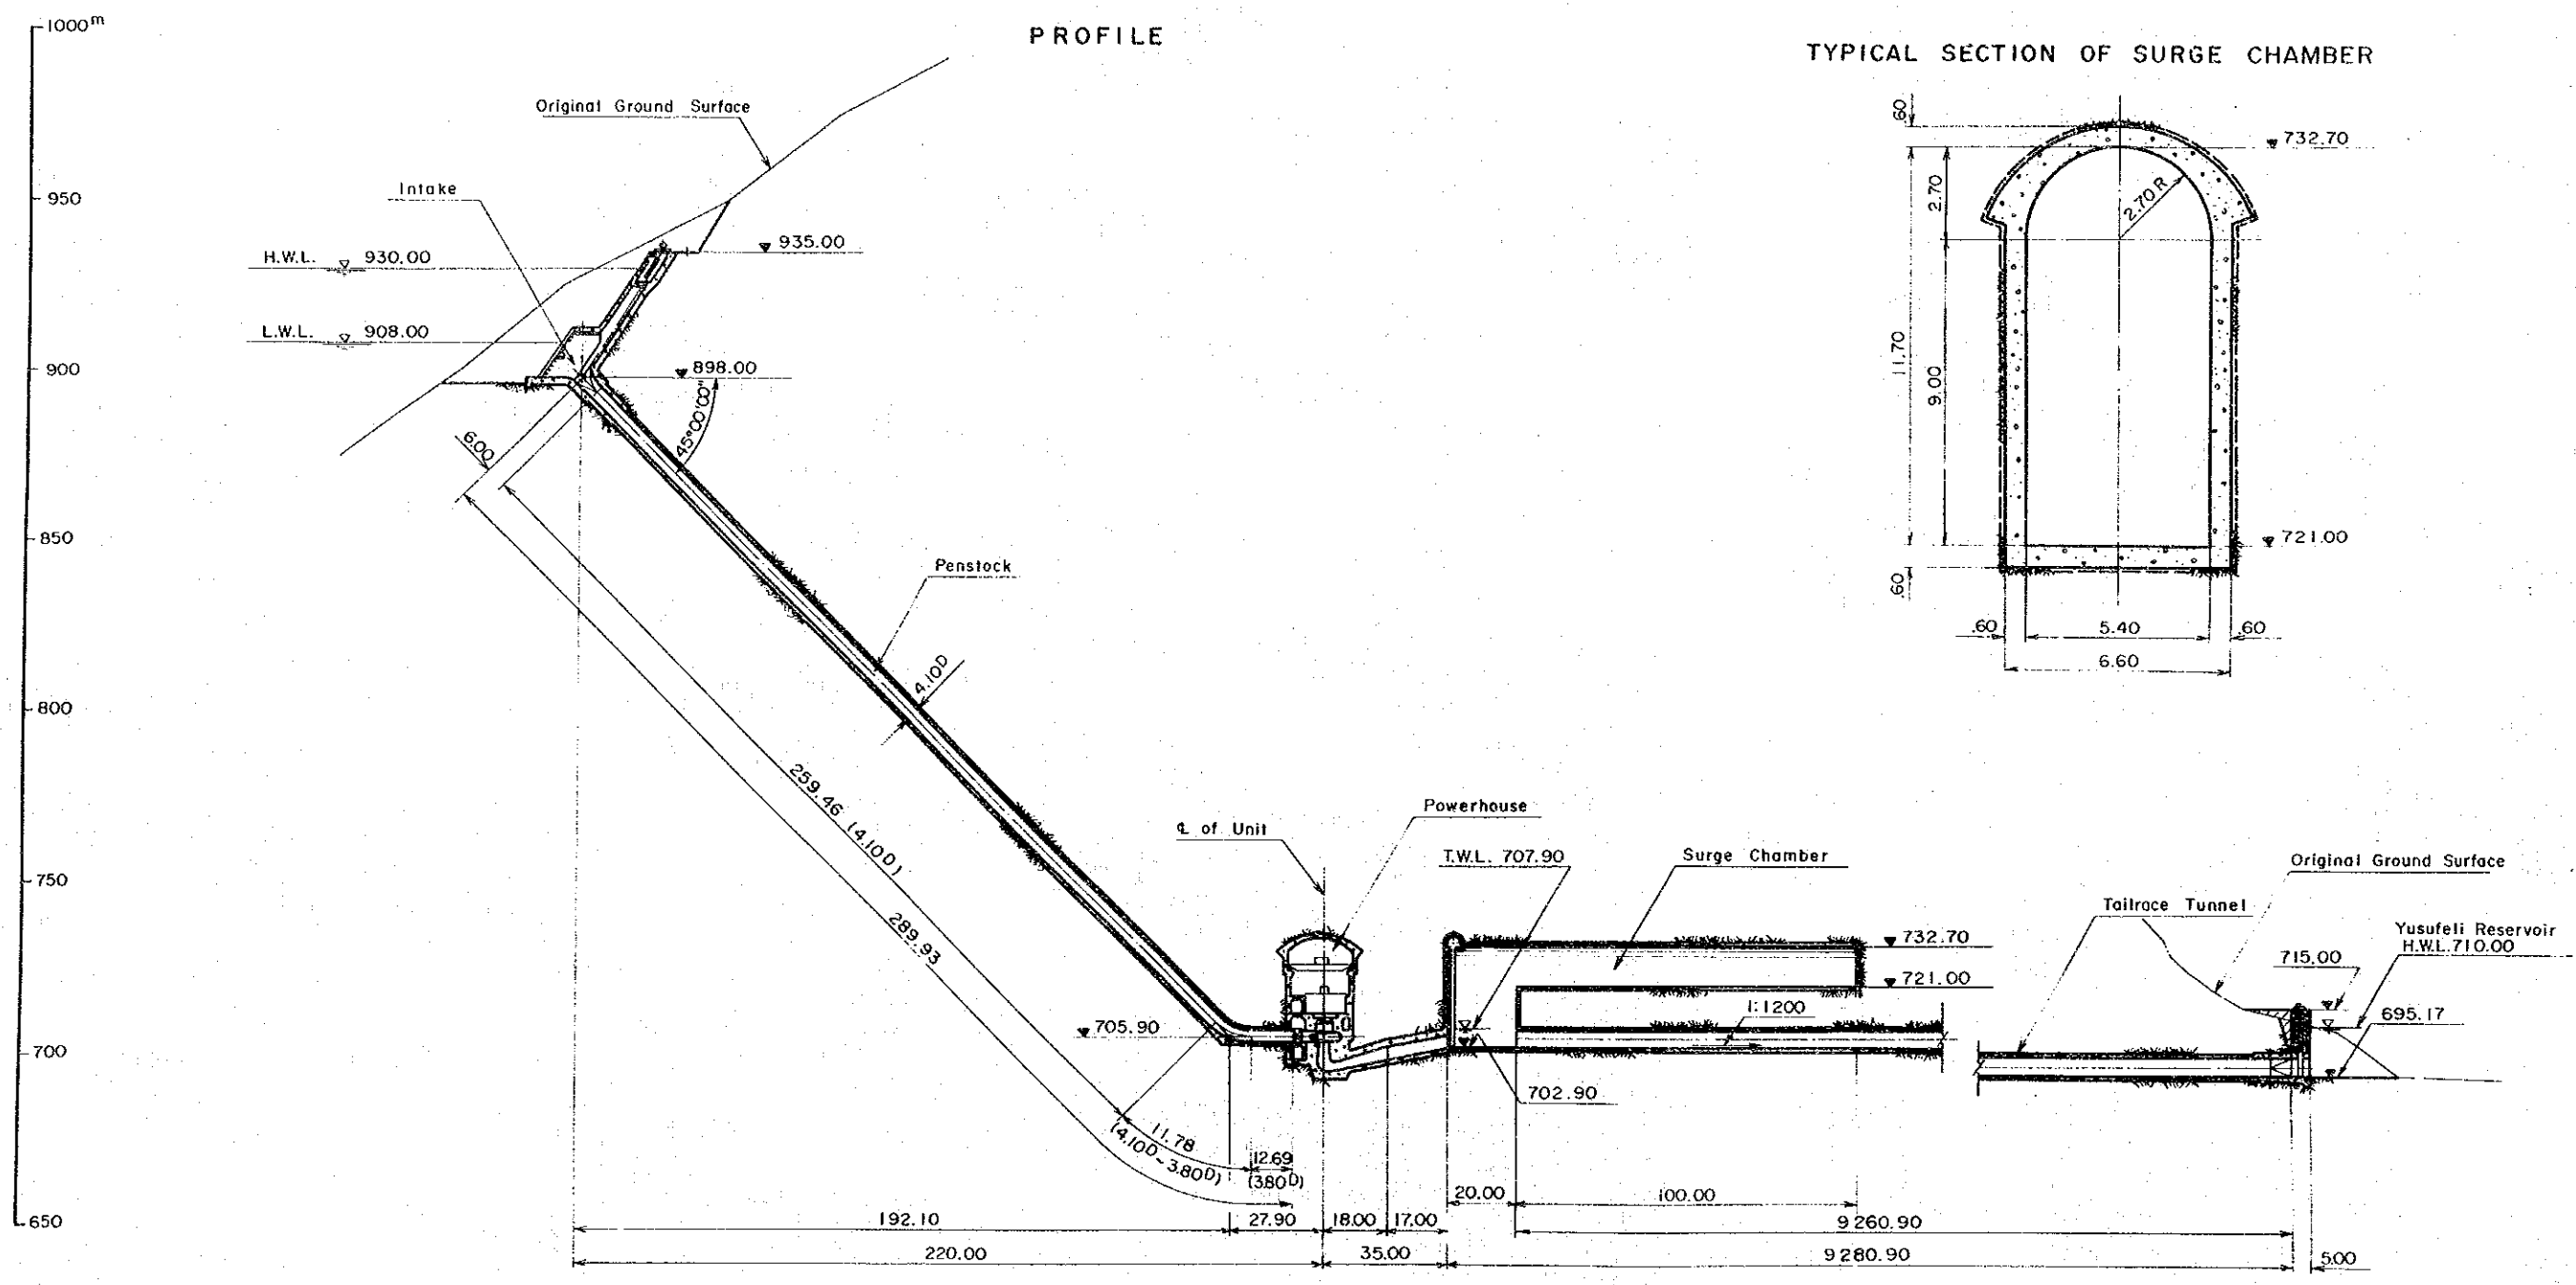 PROFILE
TYPICAL SECTION OF SURGE CHAMBER
1000m
950
900
850
800
750
700
650
Original Ground Surface
Intake
H.W.L. 930.00
L.W.L. 908.00
935.00
898.00
45°00'00"
6.00
Penstock
4.10D
259.46 (4.10D)
289.93
11.78
(4.10D~3.80D)
12.69
(3.80D)
705.90
℄ of Unit
Powerhouse
T.W.L. 707.90
Surge Chamber
732.70
721.00
1:1200
702.90
Tailrace Tunnel
Original Ground Surface
Yusufeli Reservoir
H.W.L.710.00
715.00
695.17
20.00
100.00
192.10
27.90
18.00
17.00
9260.90
220.00
35.00
9280.90
5.00
.60
732.70
2.70
2.70 R
11.70
9.00
721.00
.60
.60
5.40
.60
6.60